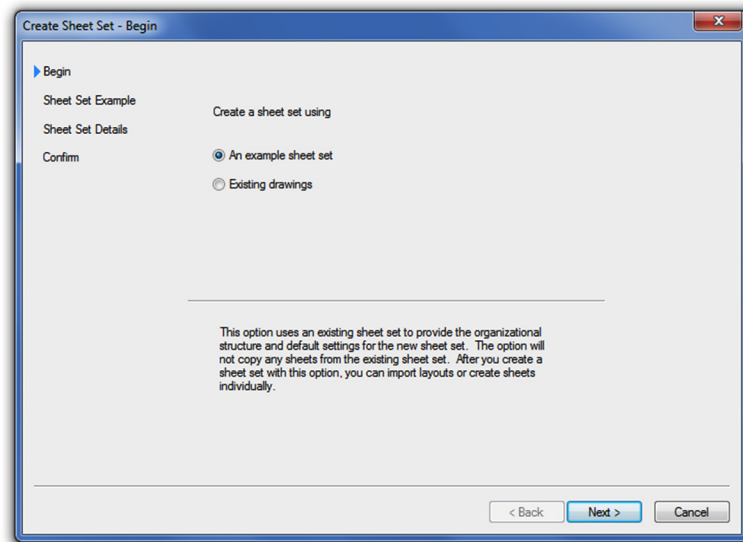 Create Sheet Set - Begin
Begin
Sheet Set Example
Sheet Set Details
Confirm
Create a sheet set using
An example sheet set
Existing drawings
This option uses an existing sheet set to provide the organizational
structure and default settings for the new sheet set. The option will
not copy any sheets from the existing sheet set. After you create a
sheet set with this option, you can import layouts or create sheets
individually.
< Back
Next >
Cancel